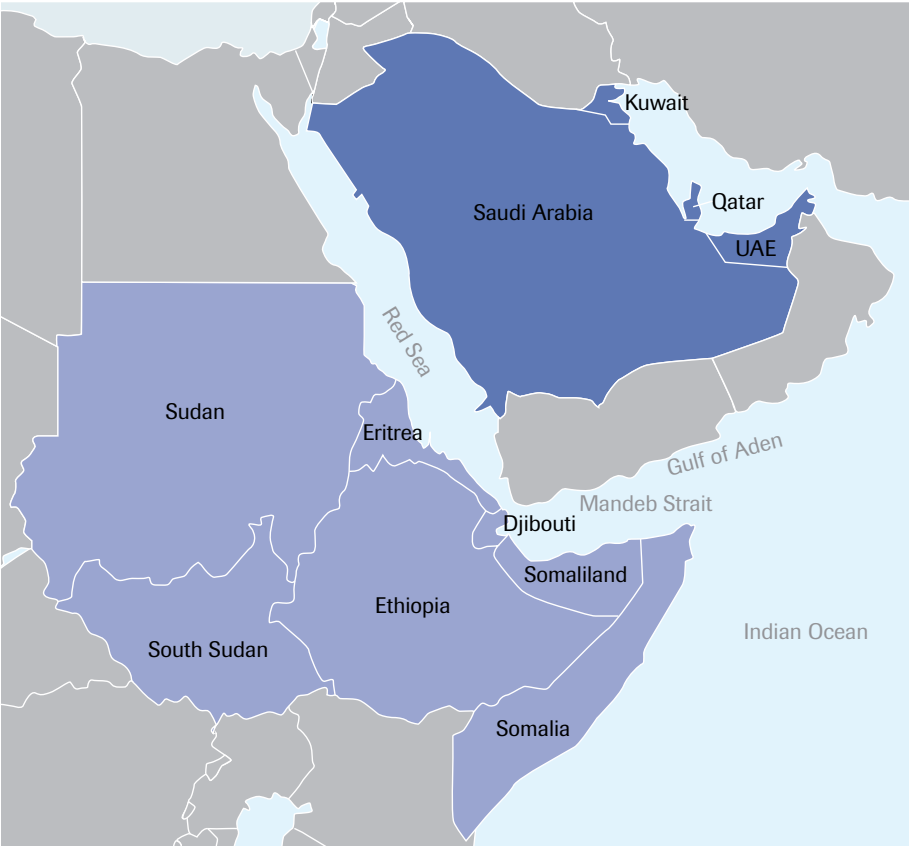 Kuwait
Qatar
Saudi Arabia
UAE
Red Sea
Sudan
Eritrea
Gulf of Aden
Mandeb Strait
Djibouti
Somaliland
Ethiopia
Indian Ocean
South Sudan
Somalia